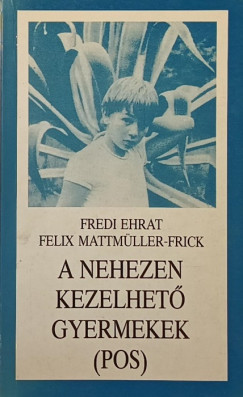 FREDI EHRAT
FELIX MATTMÜLLER-FRICK
A NEHEZEN
KEZELHETŐ
GYERMEKEK
(POS)